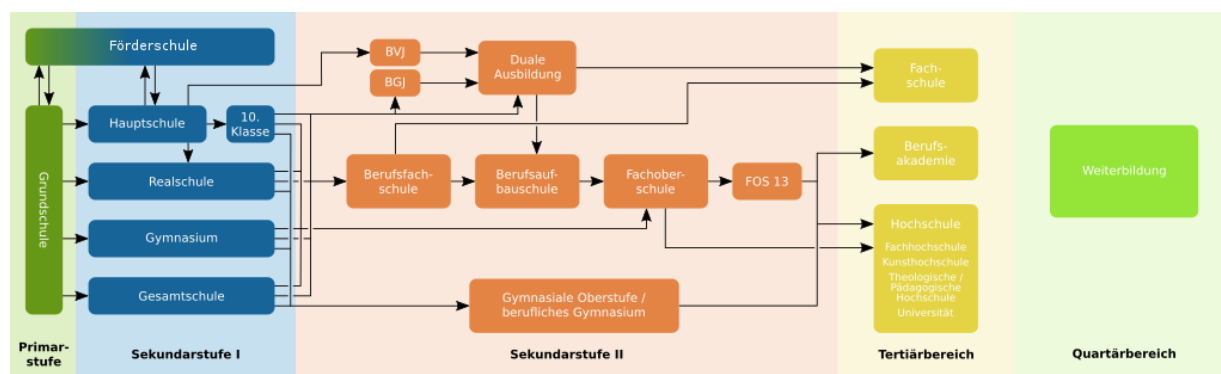 Förderschule
Grundschule
Hauptschule
10.
Klasse
Realschule
Gymnasium
Gesamtschule
BVJ
BGJ
Duale
Ausbildung
Berufsfach-
schule
Berufsauf-
bauschule
Fachober-
schule
FOS 13
Gymnasiale Oberstufe /
berufliches Gymnasium
Fach-
schule
Berufs-
akademie
Hochschule
Fachhochschule
Kunsthochschule
Theologische /
Pädagogische
Hochschule
Universität
Weiterbildung
Primar-
stufe
Sekundarstufe I
Sekundarstufe II
Tertiärbereich
Quartärbereich